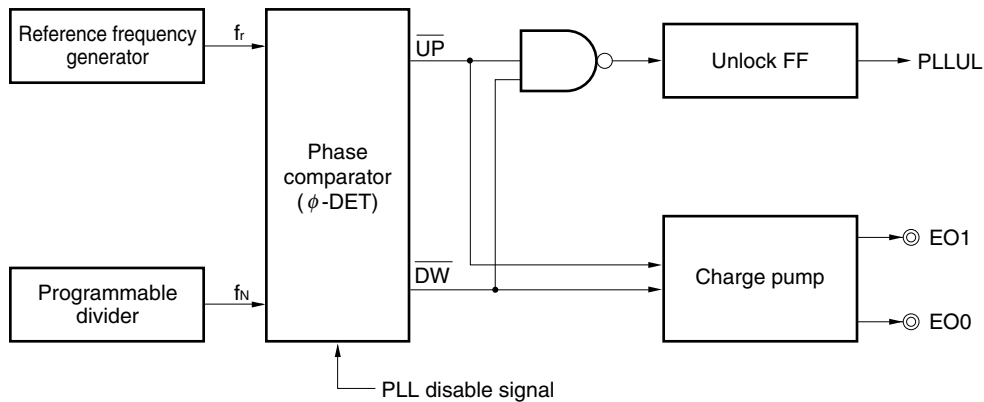 Reference frequency
generator
fr
UP
Unlock FF
PLLUL
Phase
comparator
(ϕ-DET)
Programmable
divider
fN
DW
Charge pump
EO1
EO0
PLL disable signal